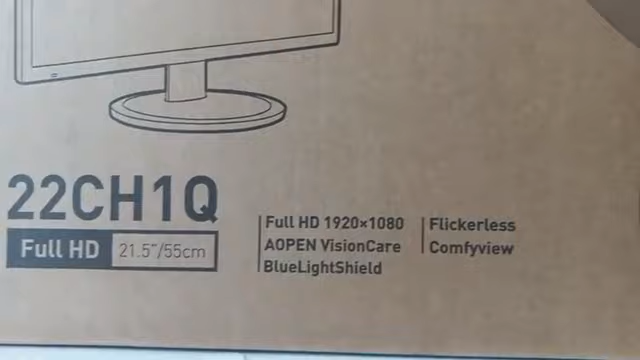 22CH1Q
Full HD 21.5"/55cm
Full HD 1920×1080
AOPEN VisionCare
BlueLightShield
Flickerless
Comfyview